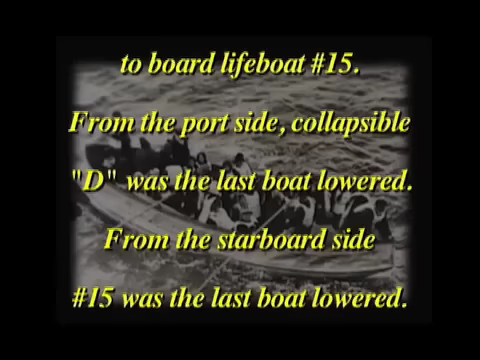 to board lifeboat #15.
From the port side, collapsible
"D" was the last boat lowered.
From the starboard side
#15 was the last boat lowered.